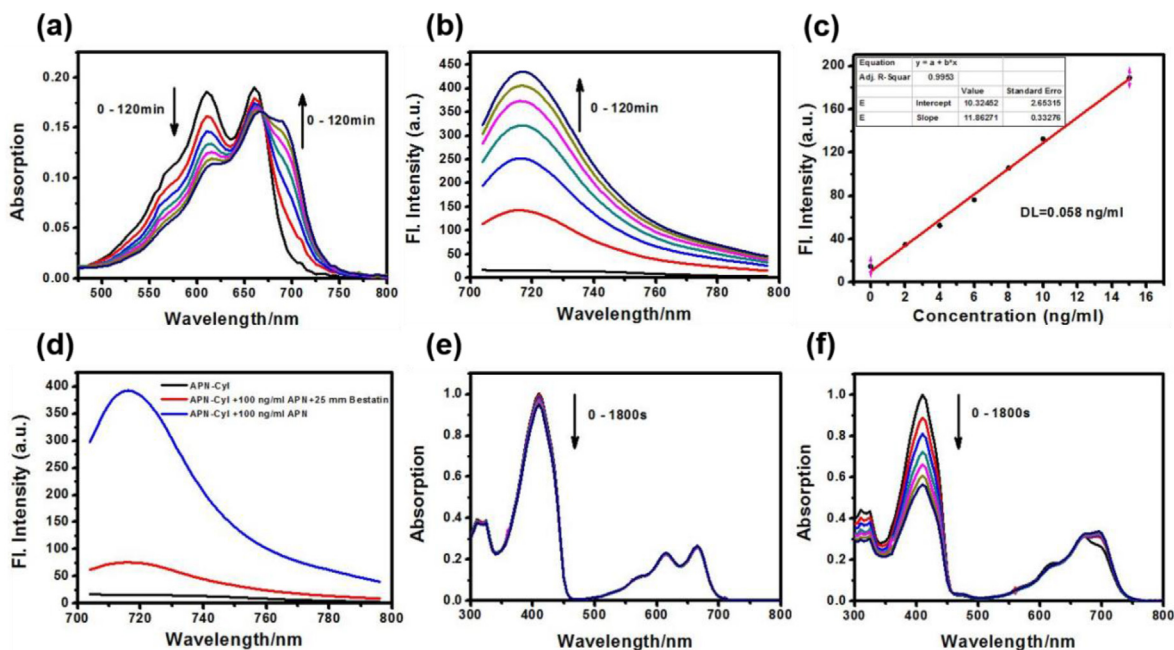 (a)
0 - 120min
0 - 120min
0.20
0.15
0.10
0.05
0.00
Absorption
500 550 600 650 700 750 800
Wavelength/nm
(b)
0 - 120min
450
400
350
300
250
200
150
100
50
0
Fl. Intensity (a.u.)
700 720 740 760 780 800
Wavelength/nm
(c)
Equation y = a + b*x
Adj. R-Squar 0.9953
Value Standard Erro
E Intercept 10.32452 2.65315
E Slope 11.86271 0.33276
DL=0.058 ng/ml
200
160
120
80
40
0
Fl. Intensity (a.u.)
0 2 4 6 8 10 12 14 16
Concentration (ng/ml)
(d)
APN-CyI
APN-CyI +100 ng/ml APN+25 mm Bestatin
APN-CyI +100 ng/ml APN
400
350
300
250
200
150
100
50
0
Fl. Intensity (a.u.)
700 720 740 760 780 800
Wavelength/nm
(e)
0 - 1800s
1.0
0.8
0.6
0.4
0.2
0.0
Absorption
300 400 500 600 700 800
Wavelength/nm
(f)
0 - 1800s
1.0
0.8
0.6
0.4
0.2
0.0
Absorption
300 400 500 600 700 800
Wavelength/nm